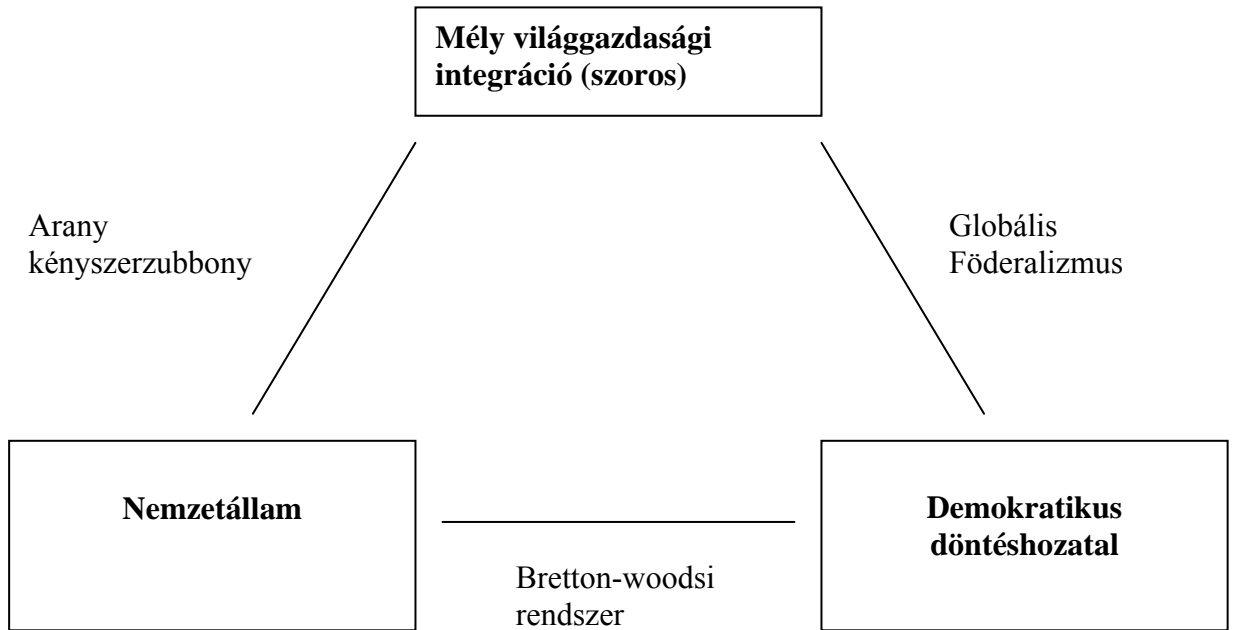 Mély világgazdasági
integráció (szoros)
Arany
kényszerzubbony
Globális
Föderalizmus
Nemzetállam
Demokratikus
döntéshozatal
Bretton-woodsi
rendszer